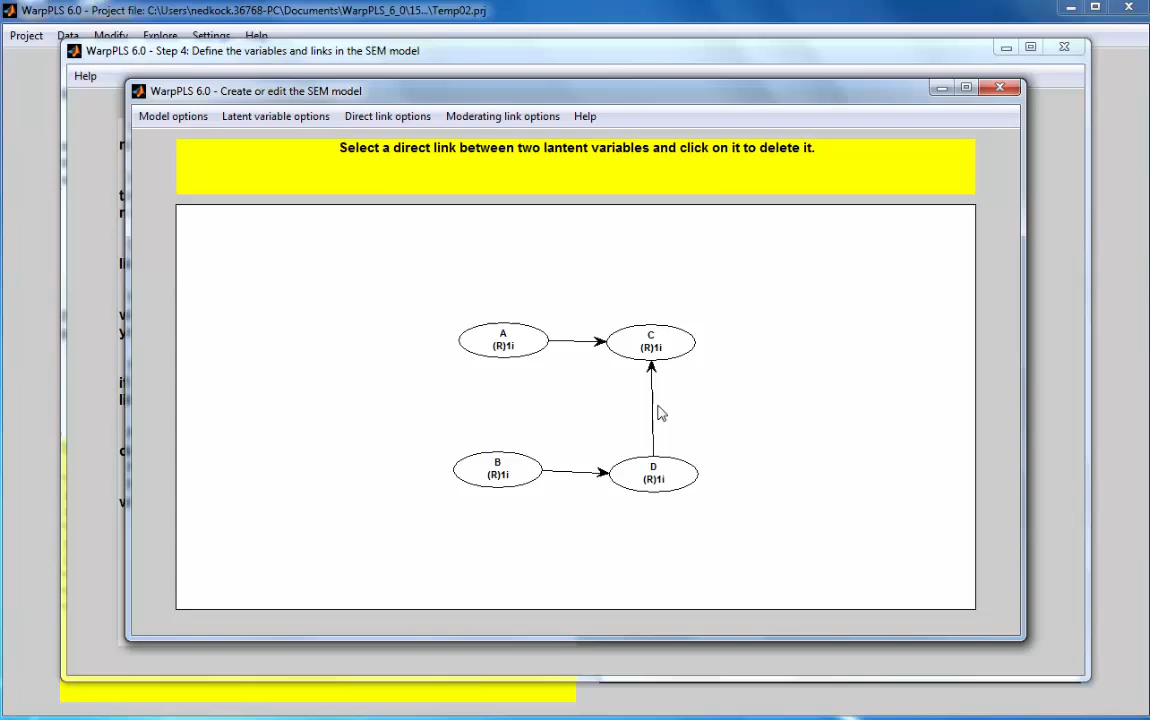 WarpPLS 6.0 - Project file: C:\Users\nedkock.36768-PC\Documents\WarpPLS_6_0\15...\Temp02.prj
Project Data Modify Explore Settings Help
WarpPLS 6.0 - Step 4: Define the variables and links in the SEM model
Help
WarpPLS 6.0 - Create or edit the SEM model
Model options Latent variable options Direct link options Moderating link options Help
Select a direct link between two lantent variables and click on it to delete it.
A
(R)1i
C
(R)1i
B
(R)1i
D
(R)1i